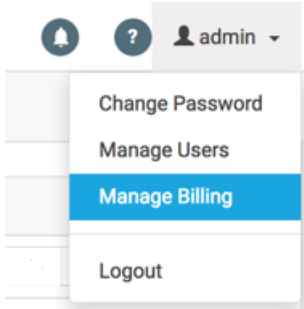 ? admin
Change Password
Manage Users
Manage Billing
Logout